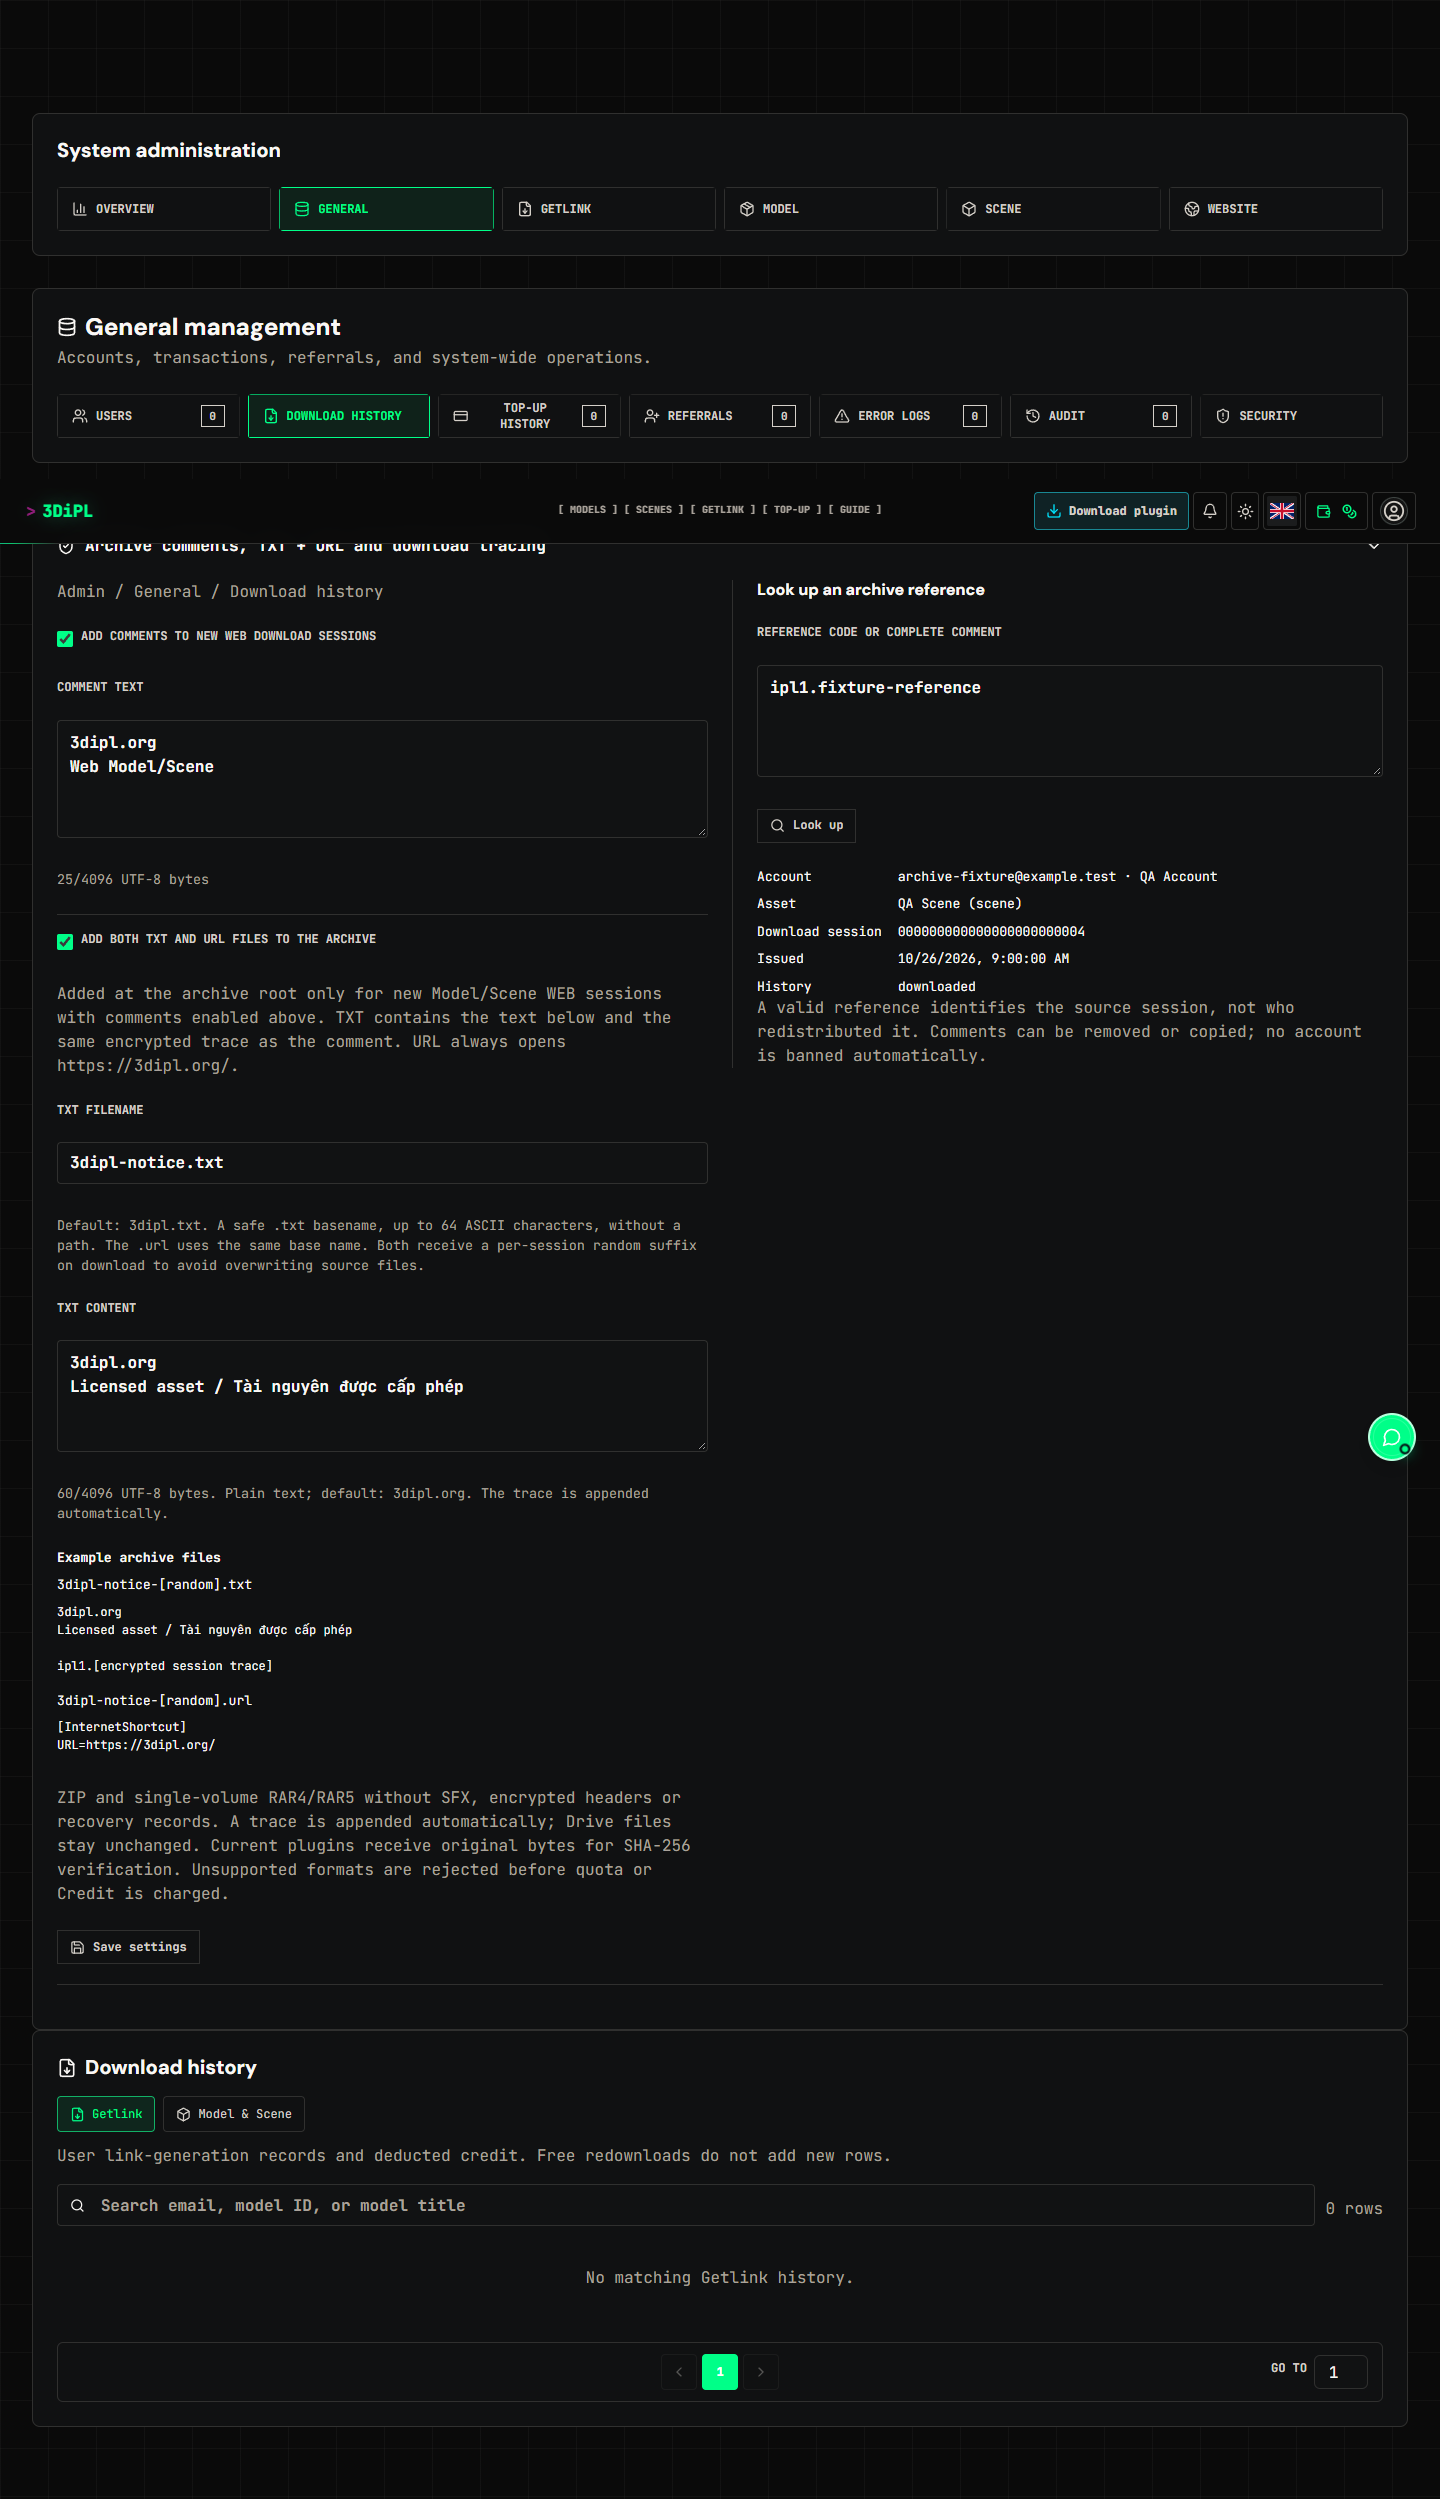 System administration
OVERVIEW
GENERAL
GETLINK
MODEL
SCENE
WEBSITE
General management
Accounts, transactions, referrals, and system-wide operations.
USERS 0
DOWNLOAD HISTORY
TOP-UP
HISTORY 0
REFERRALS 0
ERROR LOGS 0
AUDIT 0
SECURITY
> 3DiPL
[ MODELS ] [ SCENES ] [ GETLINK ] [ TOP-UP ] [ GUIDE ]
Download plugin
Archive comments, TXT + URL and download tracing
Admin / General / Download history
ADD COMMENTS TO NEW WEB DOWNLOAD SESSIONS
COMMENT TEXT
3dipl.org
Web Model/Scene
25/4096 UTF-8 bytes
ADD BOTH TXT AND URL FILES TO THE ARCHIVE
Added at the archive root only for new Model/Scene WEB sessions
with comments enabled above. TXT contains the text below and the
same encrypted trace as the comment. URL always opens
https://3dipl.org/.
TXT FILENAME
3dipl-notice.txt
Default: 3dipl.txt. A safe .txt basename, up to 64 ASCII characters, without a
path. The .url uses the same base name. Both receive a per-session random suffix
on download to avoid overwriting source files.
TXT CONTENT
3dipl.org
Licensed asset / Tài nguyên được cấp phép
60/4096 UTF-8 bytes. Plain text; default: 3dipl.org. The trace is appended
automatically.
Example archive files
3dipl-notice-[random].txt
3dipl.org
Licensed asset / Tài nguyên được cấp phép
ipl1.[encrypted session trace]
3dipl-notice-[random].url
[InternetShortcut]
URL=https://3dipl.org/
ZIP and single-volume RAR4/RAR5 without SFX, encrypted headers or
recovery records. A trace is appended automatically; Drive files
stay unchanged. Current plugins receive original bytes for SHA-256
verification. Unsupported formats are rejected before quota or
Credit is charged.
Save settings
Look up an archive reference
REFERENCE CODE OR COMPLETE COMMENT
ipl1.fixture-reference
Look up
Account archive-fixture@example.test · QA Account
Asset QA Scene (scene)
Download session 000000000000000000000004
Issued 10/26/2026, 9:00:00 AM
History downloaded
A valid reference identifies the source session, not who
redistributed it. Comments can be removed or copied; no account
is banned automatically.
Download history
Getlink
Model & Scene
User link-generation records and deducted credit. Free redownloads do not add new rows.
Search email, model ID, or model title
0 rows
No matching Getlink history.
1
GO TO 1